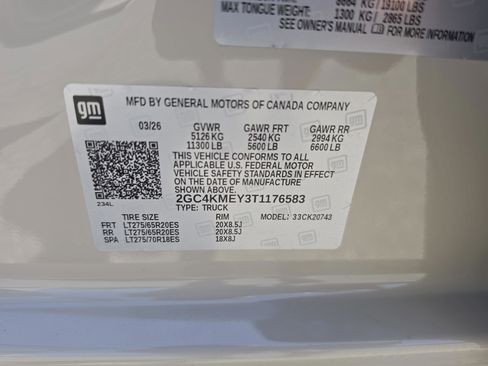 8664 KG/19100 LBS
MAX TONGUE WEIGHT: 1300 KG / 2865 LBS
SEE OWNER'S MANUAL FOR MORE INFORMATION
gm
MFD BY GENERAL MOTORS OF CANADA COMPANY
03/26 GVWR GAWR FRT GAWR RR
5126 KG 2540 KG 2994 KG
11300 LB 5600 LB 6600 LB
THIS VEHICLE CONFORMS TO ALL
APPLICABLE U.S. FEDERAL MOTOR
VEHICLE SAFETY STANDARDS IN EFFECT
ON THE DATE OF MANUFACTURE SHOWN
ABOVE.
2GC4KMEY3T1176583
234L TYPE: TRUCK
TIRE SIZE RIM MODEL: 33CK20743
FRT LT275/65R20ES 20X8.5J
RR LT275/65R20ES 20X8.5J
SPA LT275/70R18ES 18X8J